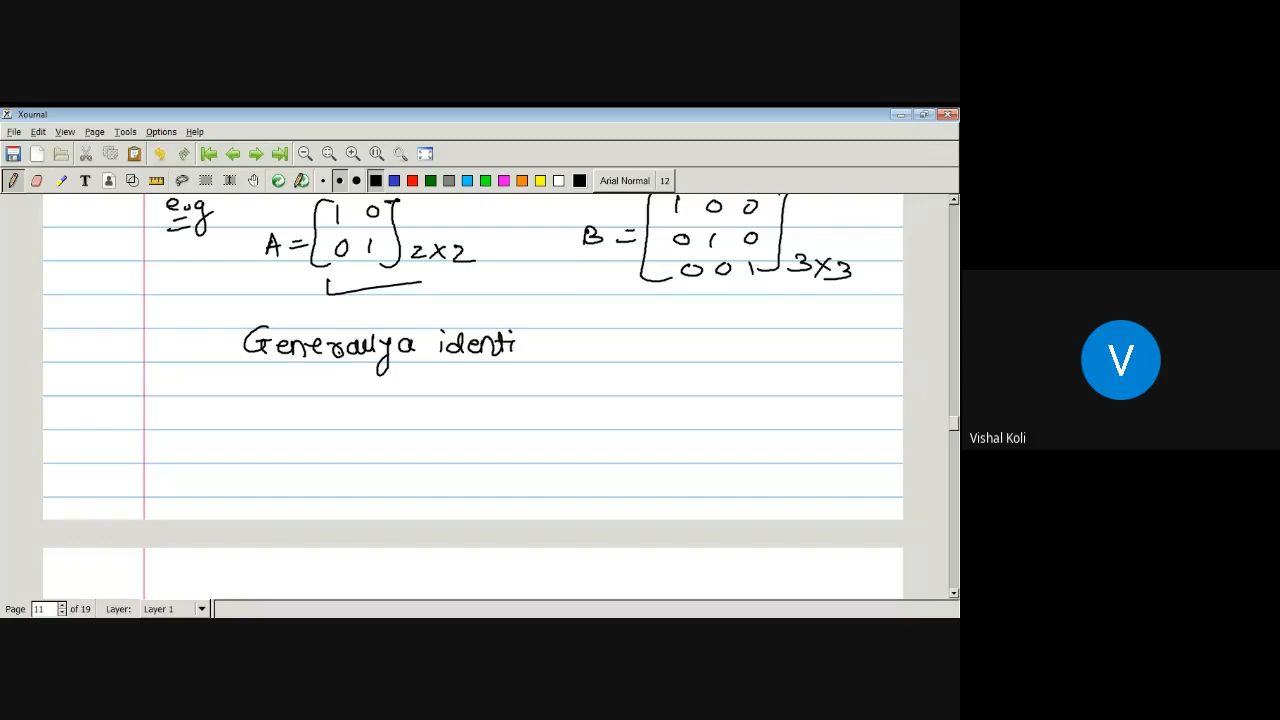 Xournal
File Edit View Page Tools Options Help
Arial Normal 12
e.g
A = [1 0
0 1] 2x2
B = [1 0 0
0 1 0
0 0 1] 3x3
Generally a identi
V
Vishal Koli
Page 11 of 19 Layer: Layer 1